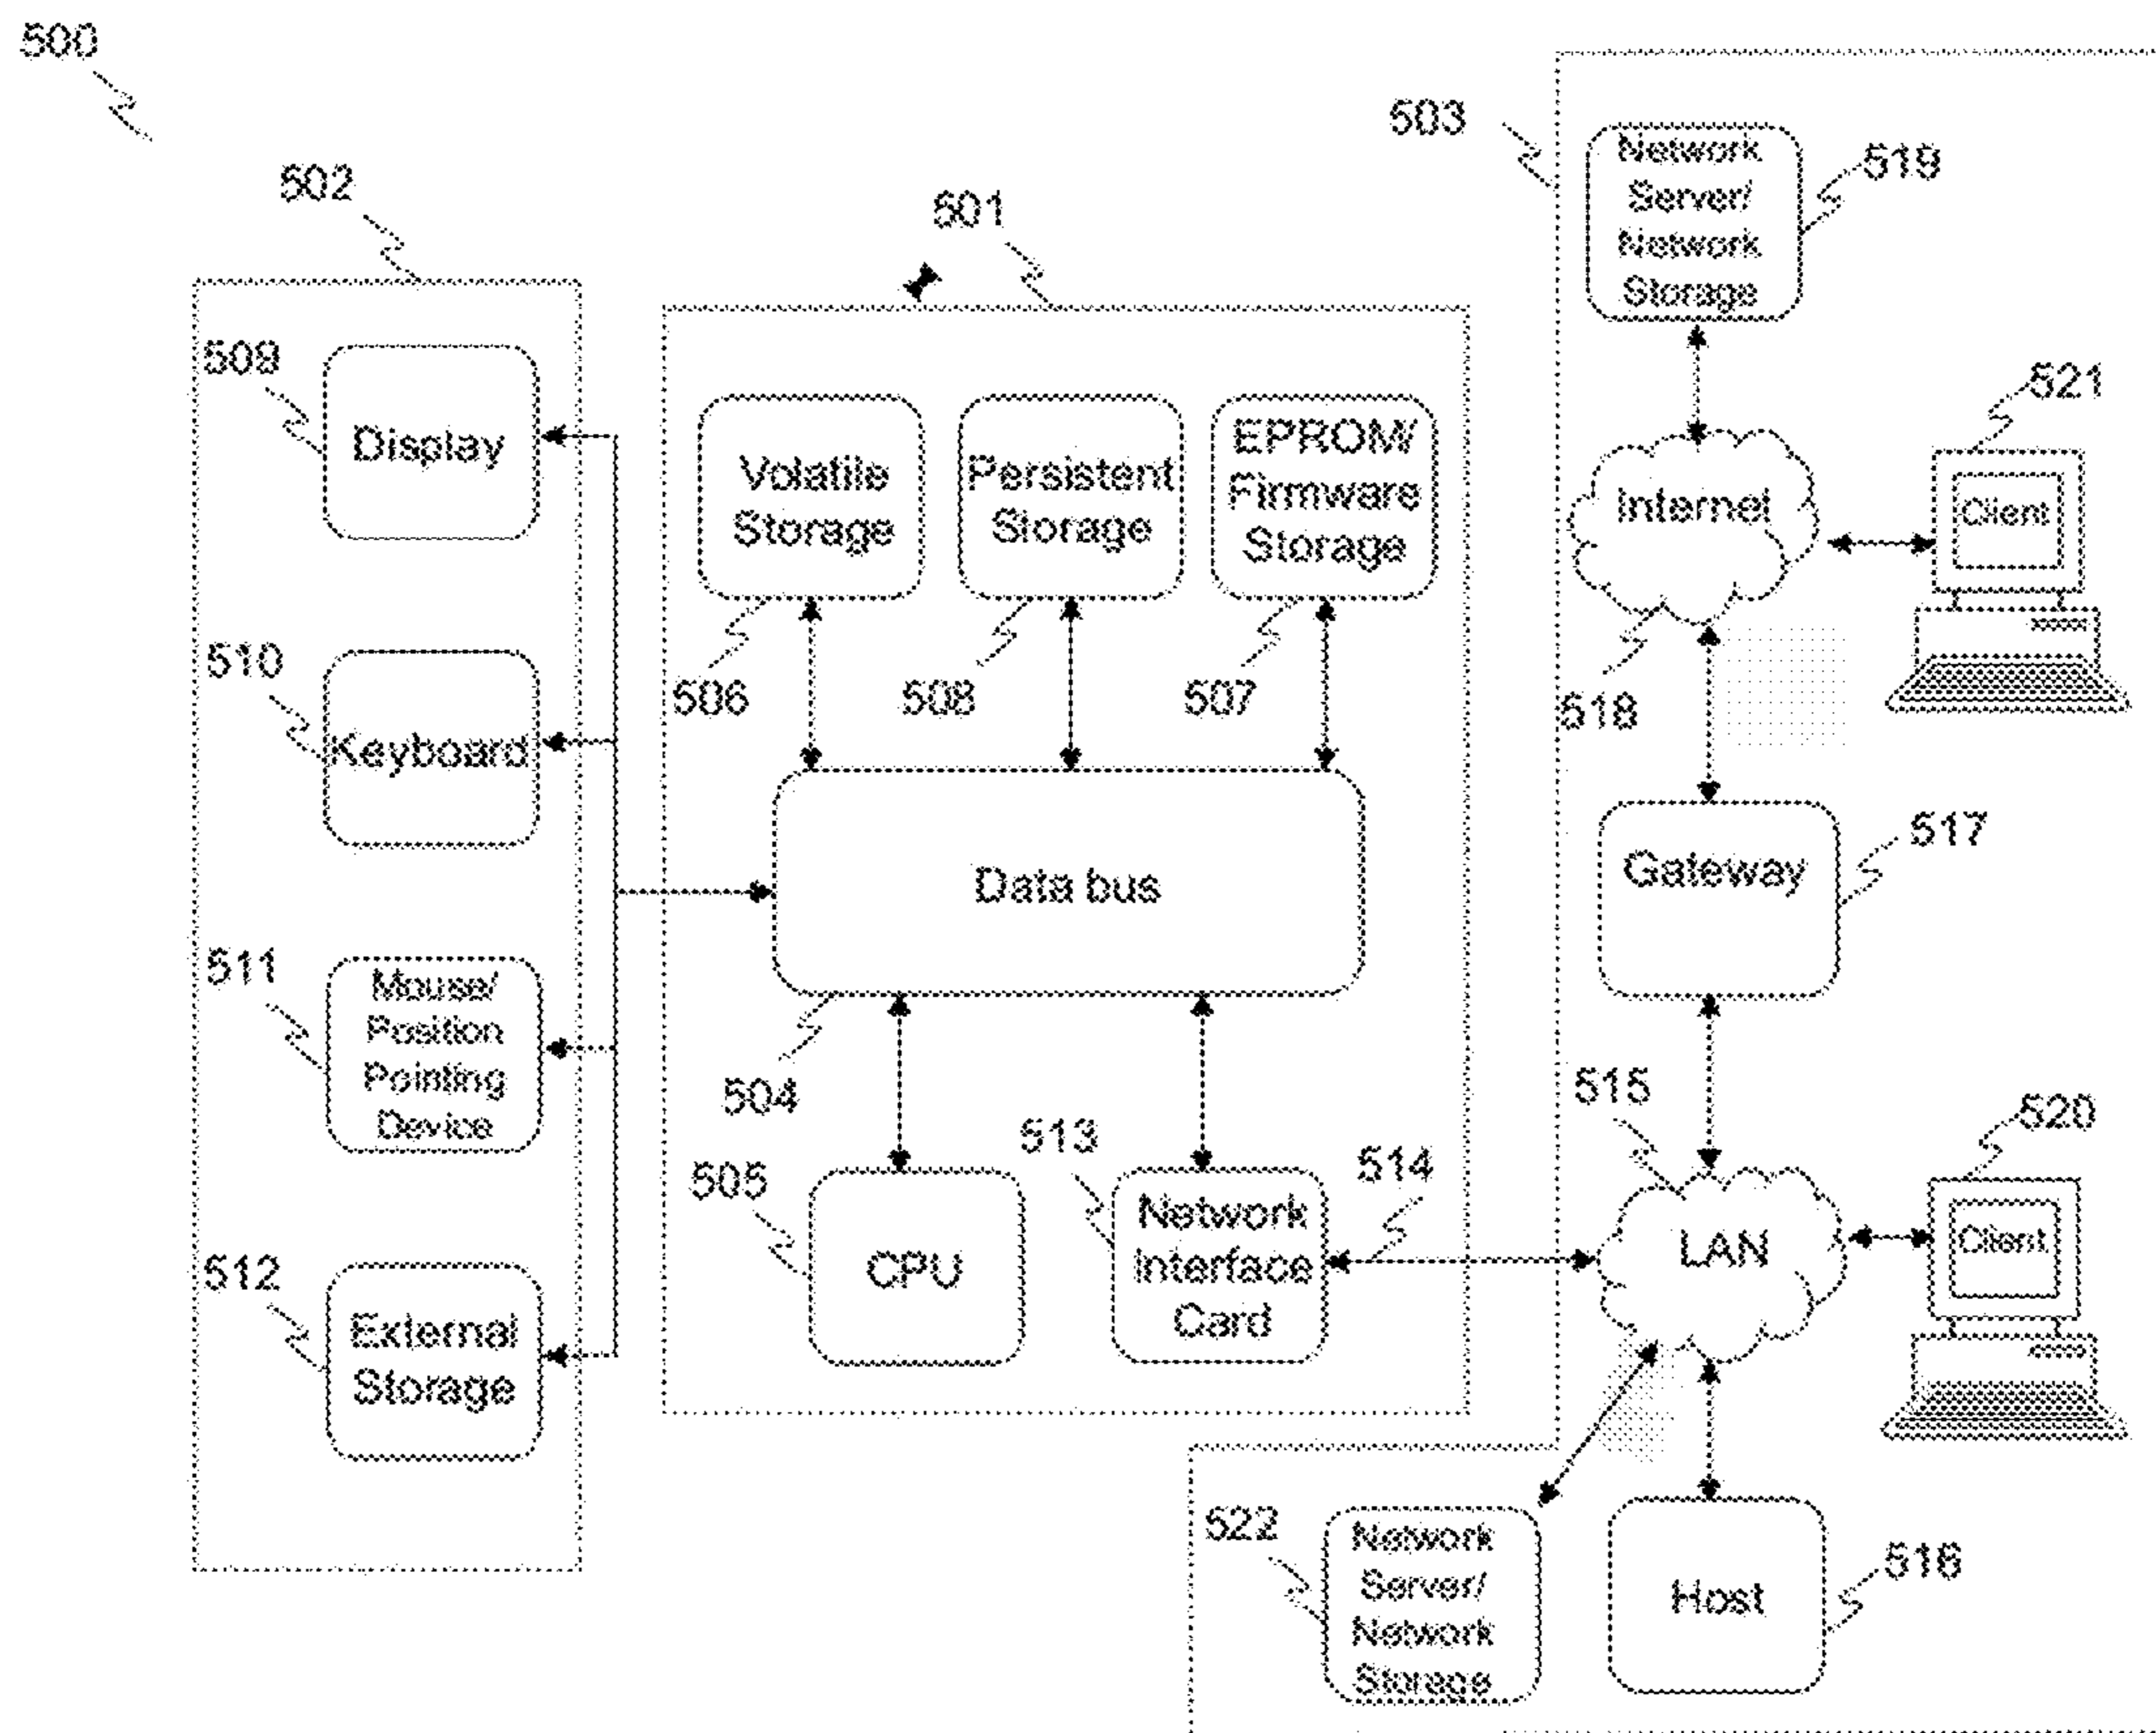 500
502
501
503
Network
Server/
Network
Storage
519
509
Display
Volatile
Storage
Persistent
Storage
EPROM/
Firmware
Storage
Internet
521
Client
510
Keyboard
506
508
507
518
Data bus
Gateway
517
511
Mouse/
Position
Pointing
Device
504
513
514
515
520
505
CPU
Network
Interface
Card
LAN
Client
512
External
Storage
522
Network
Server/
Network
Storage
Host
516